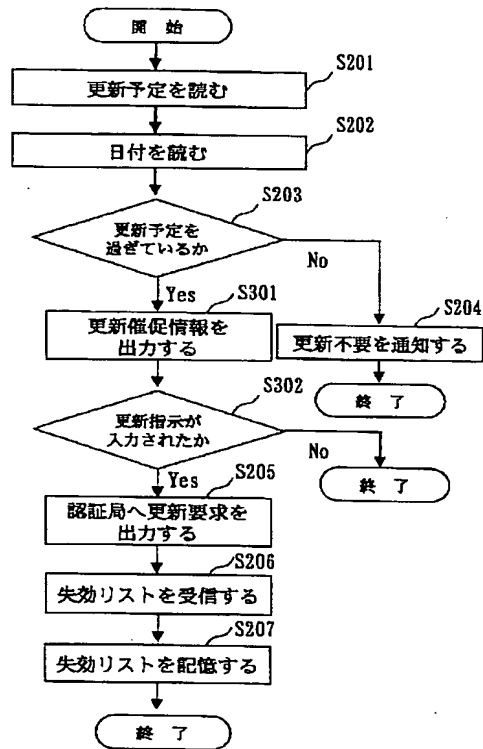 開始
S201
更新予定を読む
S202
日付を読む
S203
更新予定を
過ぎているか
No
Yes
S301
S204
更新催促情報を
出力する
更新不要を通知する
S302
終了
更新指示が
入力されたか
No
Yes
S205
終了
認証局へ更新要求を
出力する
S206
失効リストを受信する
S207
失効リストを記憶する
終了